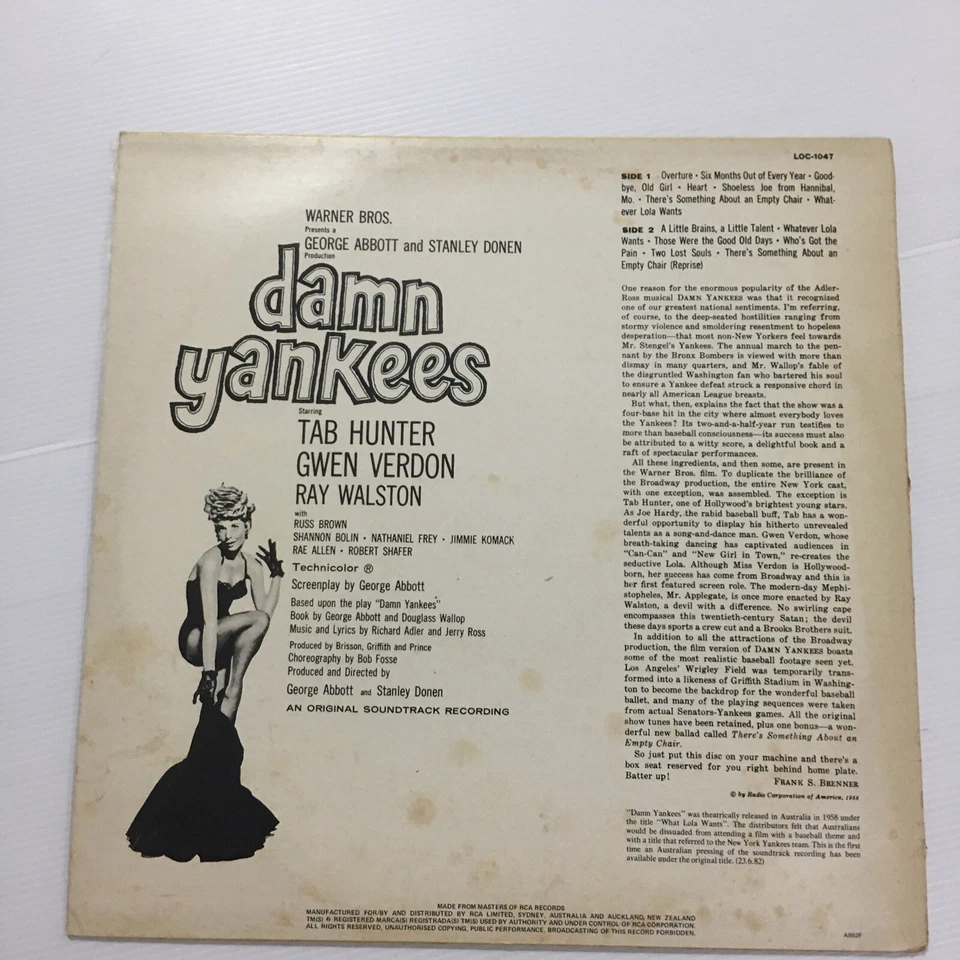 LOC-1047
WARNER BROS.
Presents a
GEORGE ABBOTT and STANLEY DONEN
Production
damn
yankees
Starring
TAB HUNTER
GWEN VERDON
RAY WALSTON
with
RUSS BROWN
SHANNON BOLIN • NATHANIEL FREY • JIMMIE KOMACK
RAE ALLEN • ROBERT SHAFER
Technicolor ®
Screenplay by George Abbott
Based upon the play "Damn Yankees"
Book by George Abbott and Douglass Wallop
Music and Lyrics by Richard Adler and Jerry Ross
Produced by Brisson, Griffith and Prince
Choreography by Bob Fosse
Produced and Directed by
George Abbott and Stanley Donen
AN ORIGINAL SOUNDTRACK RECORDING
SIDE 1 Overture • Six Months Out of Every Year • Good-
bye, Old Girl • Heart • Shoeless Joe from Hannibal,
Mo. • There's Something About an Empty Chair • What-
ever Lola Wants
SIDE 2 A Little Brains, a Little Talent • Whatever Lola
Wants • Those Were the Good Old Days • Who's Got the
Pain • Two Lost Souls • There's Something About an
Empty Chair (Reprise)
One reason for the enormous popularity of the Adler-
Ross musical DAMN YANKEES was that it recognized
one of our greatest national sentiments. I'm referring,
of course, to the deep-seated hostilities ranging from
stormy violence and smoldering resentment to hopeless
desperation—that most non-New Yorkers feel towards
Mr. Stengel's Yankees. The annual march to the pen-
nant by the Bronx Bombers is viewed with more than
dismay in many quarters, and Mr. Wallop's fable of
the disgruntled Washington fan who bartered his soul
to ensure a Yankee defeat struck a responsive chord in
nearly all American League breasts.
But what, then, explains the fact that the show was a
four-base hit in the city where almost everybody loves
the Yankees? Its two-and-a-half-year run testifies to
more than baseball consciousness—its success must also
be attributed to a witty score, a delightful book and a
raft of spectacular performances.
All these ingredients, and then some, are present in
the Warner Bros. film. To duplicate the brilliance of
the Broadway production, the entire New York cast,
with one exception, was assembled. The exception is
Tab Hunter, one of Hollywood's brightest young stars.
As Joe Hardy, the rabid baseball buff, Tab has a won-
derful opportunity to display his hitherto unrevealed
talents as a song-and-dance man. Gwen Verdon, whose
breath-taking dancing has captivated audiences in
"Can-Can" and "New Girl in Town," re-creates the
seductive Lola. Although Miss Verdon is Hollywood-
born, her success has come from Broadway and this is
her first featured screen role. The modern-day Mephi-
stopheles, Mr. Applegate, is once more enacted by Ray
Walston, a devil with a difference. No swirling cape
encompasses this twentieth-century Satan; the devil
these days sports a crew cut and a Brooks Brothers suit.
In addition to all the attractions of the Broadway
production, the film version of DAMN YANKEES boasts
some of the most realistic baseball footage seen yet.
Los Angeles' Wrigley Field was temporarily trans-
formed into a likeness of Griffith Stadium in Washing-
ton to become the backdrop for the wonderful baseball
ballet, and many of the playing sequences were taken
from actual Senators-Yankees games. All the original
show tunes have been retained, plus one bonus—a won-
derful new ballad called There's Something About an
Empty Chair.
So just put this disc on your machine and there's a
box seat reserved for you right behind home plate.
Batter up!
FRANK S. BRENNER
© by Radio Corporation of America, 1958
"Damn Yankees" was theatrically released in Australia in 1958 under
the title "What Lola Wants". The distributors felt that Australians
would be dissuaded from attending a film with a baseball theme and
with a title that referred to the New York Yankees team. This is the first
time an Australian pressing of the soundtrack recording has been
available under the original title. (23.6.82)
MADE FROM MASTERS OF RCA RECORDS
MANUFACTURED FOR/BY AND DISTRIBUTED BY RCA LIMITED, SYDNEY, AUSTRALIA AND AUCKLAND, NEW ZEALAND
TM(S) ® REGISTERED MARCA(S) REGISTRADA(S) TM(S) USED BY AUTHORITY AND UNDER CONTROL OF RCA CORPORATION.
ALL RIGHTS RESERVED, UNAUTHORISED COPYING, PUBLIC PERFORMANCE, BROADCASTING OF THIS RECORD FORBIDDEN.